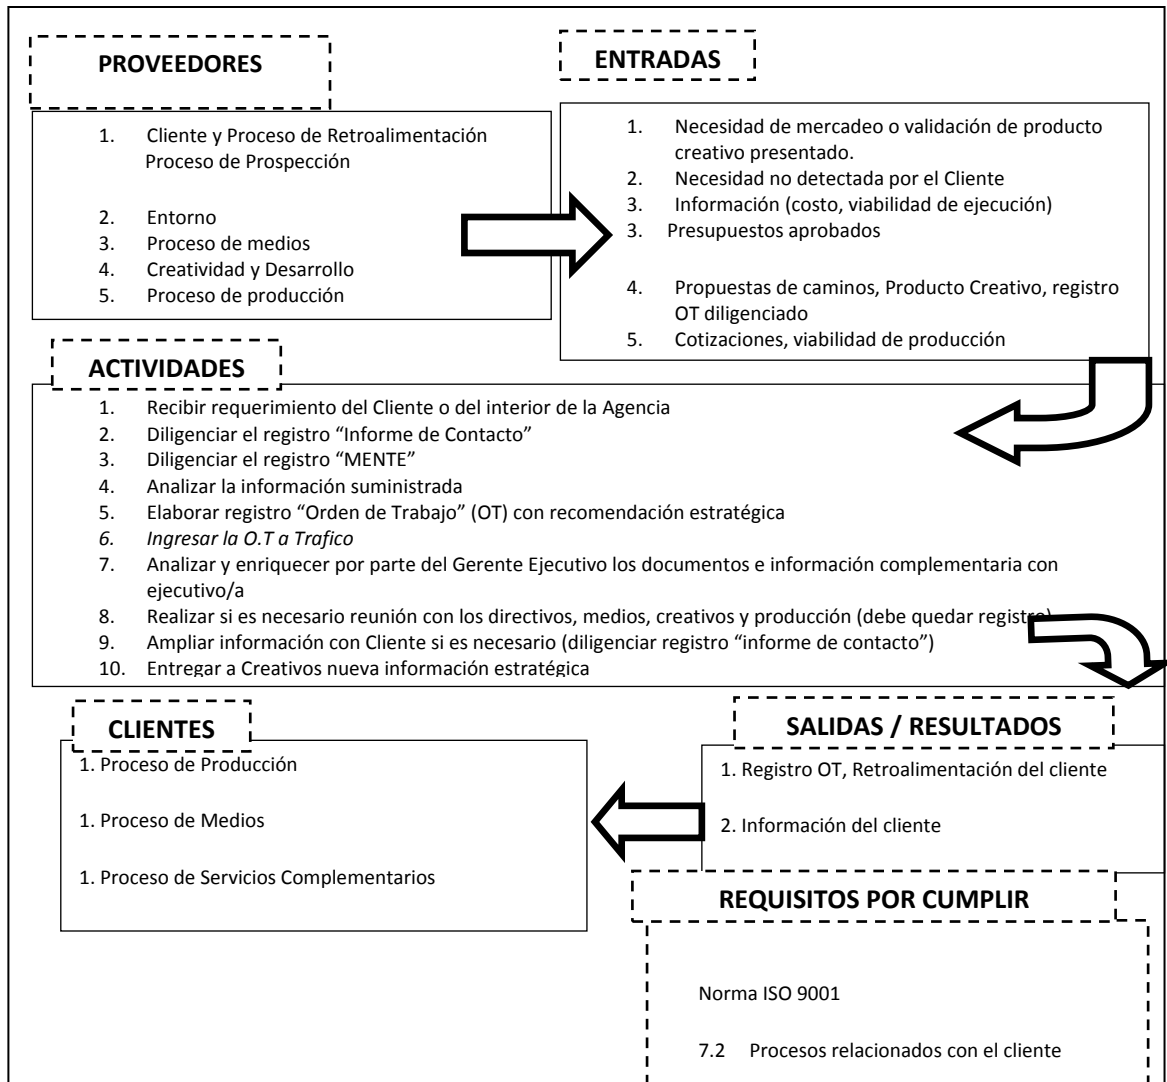 PROVEEDORES
1. Cliente y Proceso de Retroalimentación
Proceso de Prospección
2. Entorno
3. Proceso de medios
4. Creatividad y Desarrollo
5. Proceso de producción
ENTRADAS
1. Necesidad de mercadeo o validación de producto
creativo presentado.
2. Necesidad no detectada por el Cliente
3. Información (costo, viabilidad de ejecución)
3. Presupuestos aprobados
4. Propuestas de caminos, Producto Creativo, registro
OT diligenciado
5. Cotizaciones, viabilidad de producción
ACTIVIDADES
1. Recibir requerimiento del Cliente o del interior de la Agencia
2. Diligenciar el registro “Informe de Contacto”
3. Diligenciar el registro “MENTE”
4. Analizar la información suministrada
5. Elaborar registro “Orden de Trabajo” (OT) con recomendación estratégica
6. Ingresar la O.T a Trafico
7. Analizar y enriquecer por parte del Gerente Ejecutivo los documentos e información complementaria con
ejecutivo/a
8. Realizar si es necesario reunión con los directivos, medios, creativos y producción (debe quedar registro)
9. Ampliar información con Cliente si es necesario (diligenciar registro “informe de contacto”)
10. Entregar a Creativos nueva información estratégica
CLIENTES
1. Proceso de Producción
1. Proceso de Medios
1. Proceso de Servicios Complementarios
SALIDAS / RESULTADOS
1. Registro OT, Retroalimentación del cliente
2. Información del cliente
REQUISITOS POR CUMPLIR
Norma ISO 9001
7.2 Procesos relacionados con el cliente